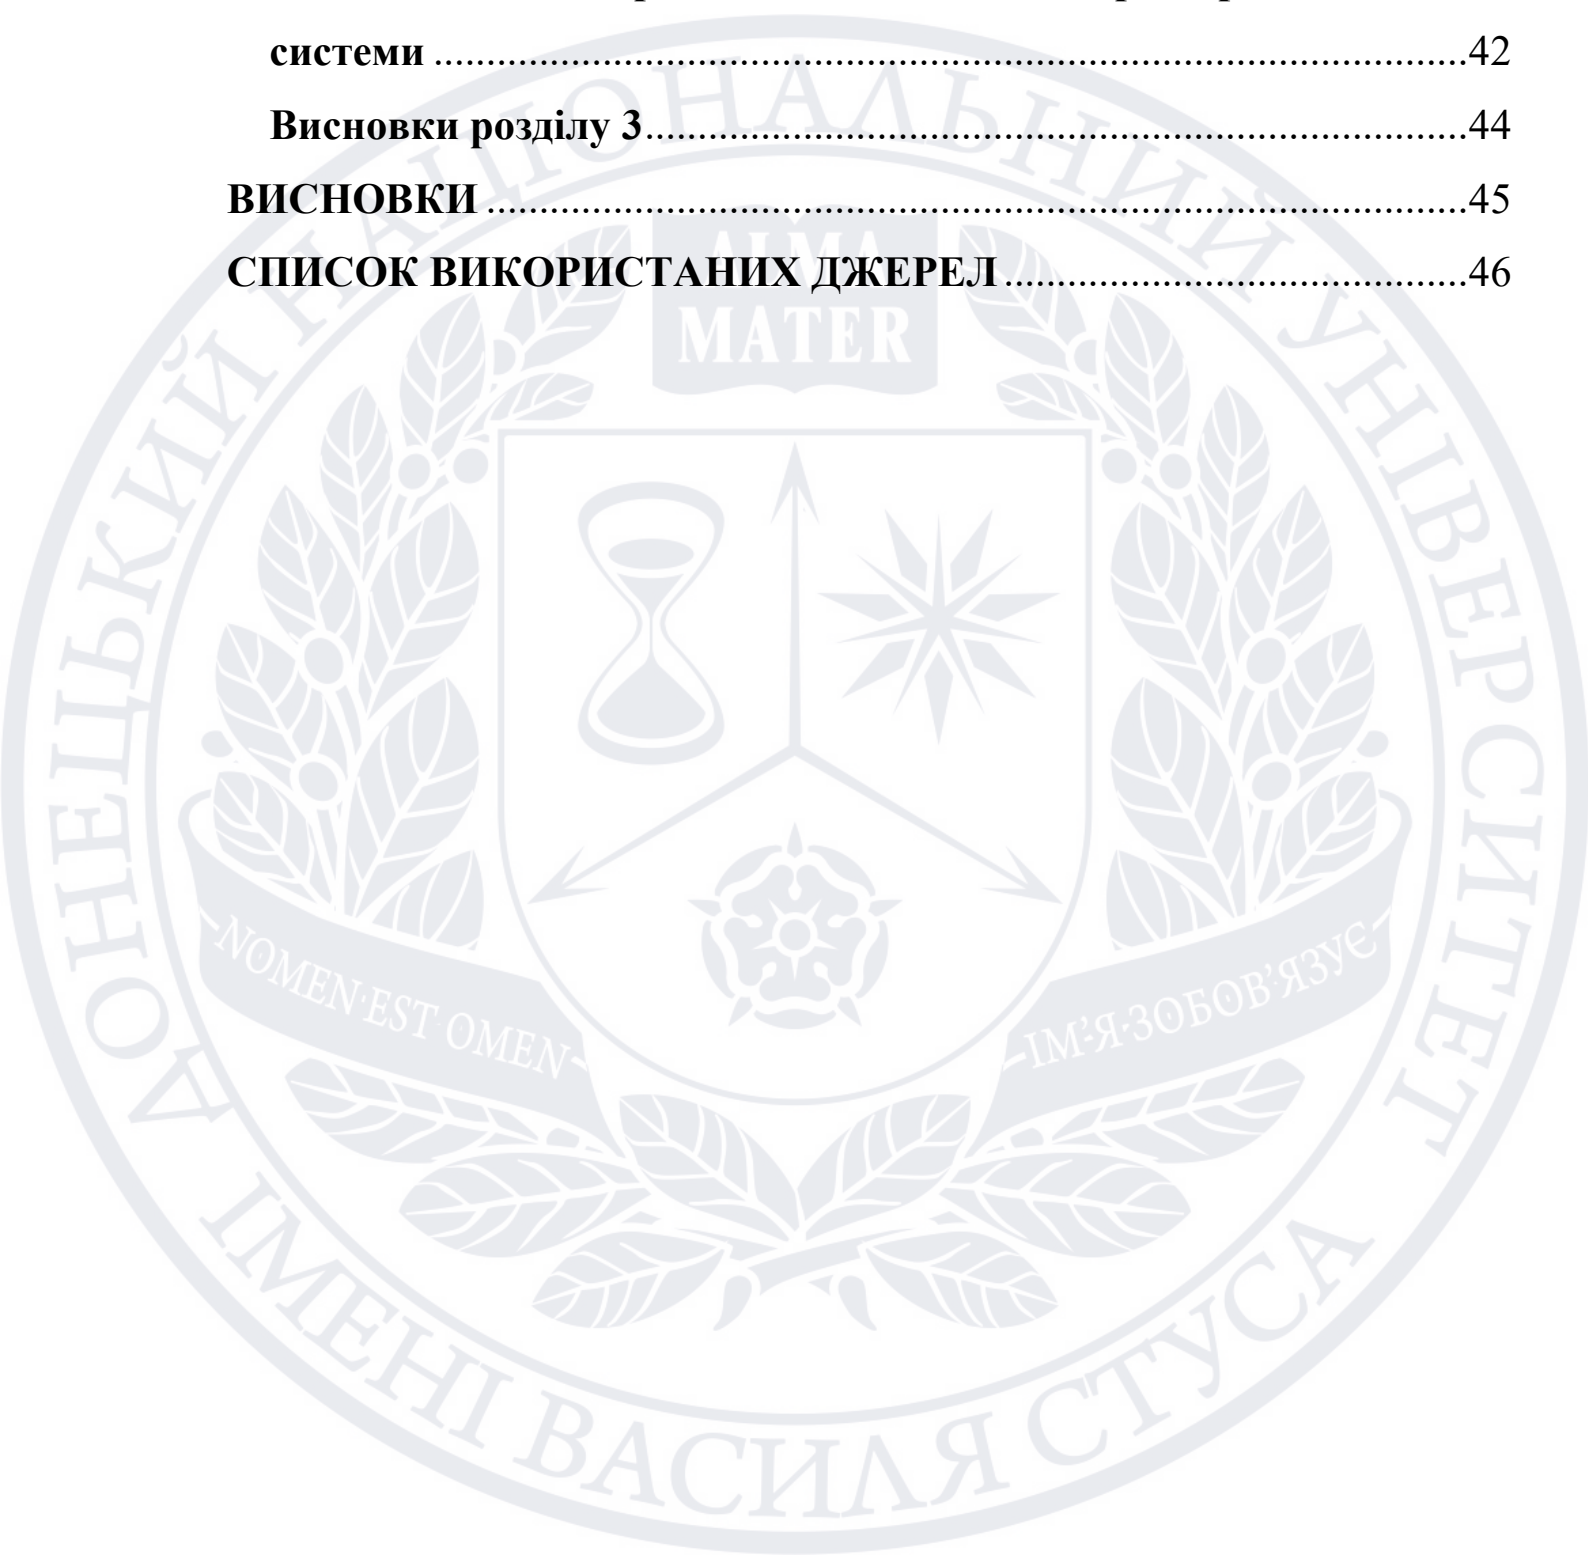 системи ........................................................................................................42
Висновки розділу 3...................................................................................44
ВИСНОВКИ ...................................................................................................45
СПИСОК ВИКОРИСТАНИХ ДЖЕРЕЛ ..............................................46
ALMA
MATER
ДОНЕЦЬКИЙ НАЦІОНАЛЬНИЙ УНІВЕРСИТЕТ
ІМЕНІ ВАСИЛЯ СТУСА
NOMEN·EST·OMEN
ІМ'Я·ЗОБОВ'ЯЗУЄ